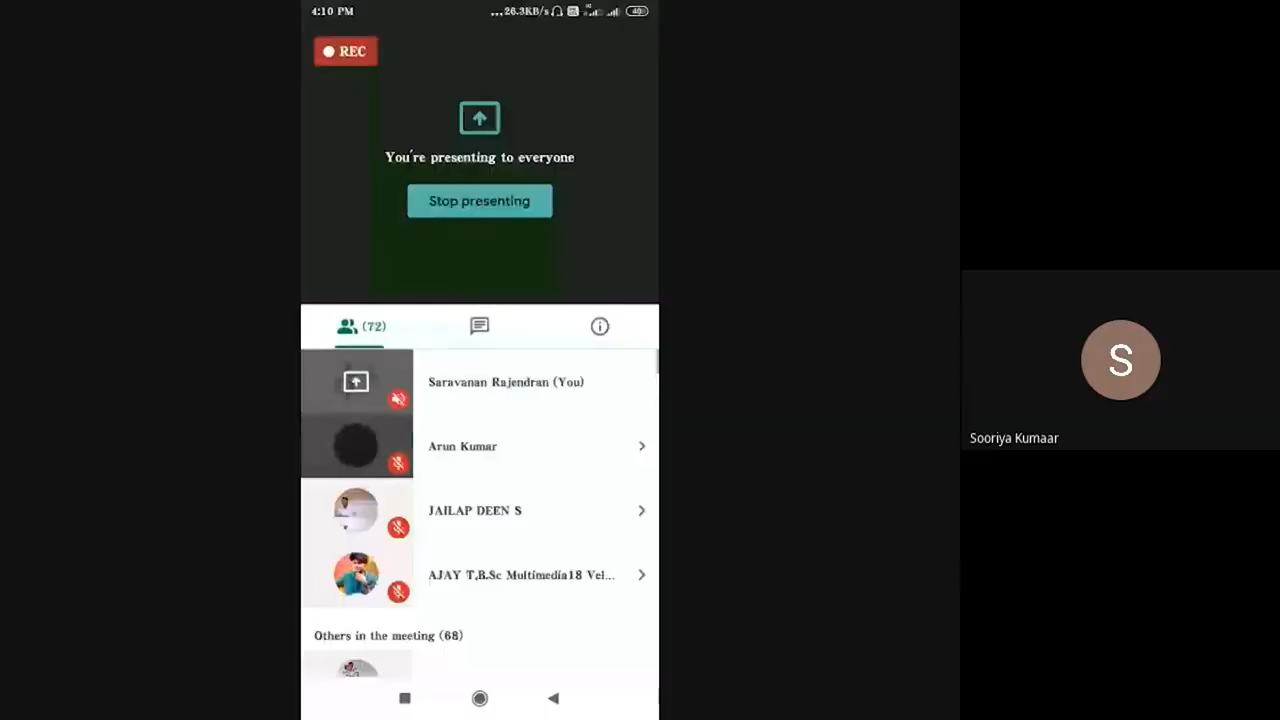 4:10 PM
...26.3KB/s
40
REC
You're presenting to everyone
Stop presenting
(72)
Saravanan Rajendran (You)
Arun Kumar
JAILAP DEEN S
AJAY T,B.Sc Multimedia18 Vel...
Others in the meeting (68)
S
Sooriya Kumaar